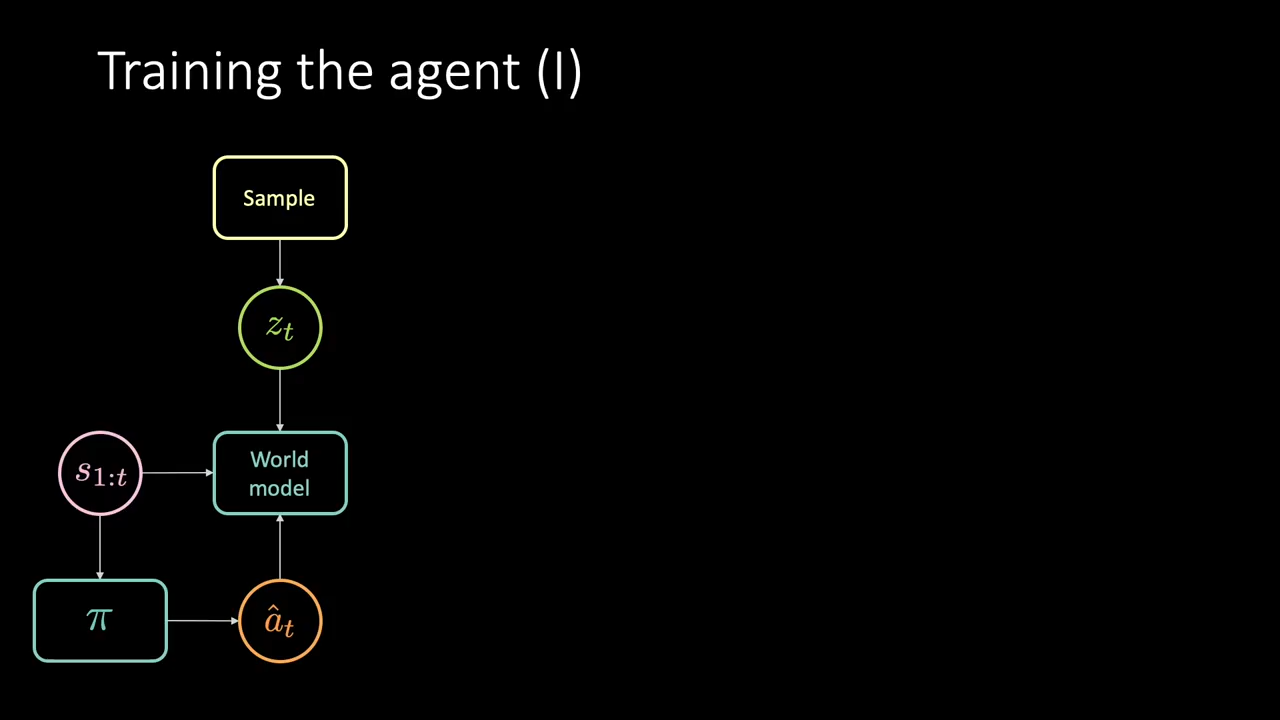 Training the agent (I)
Sample
z_t
s_{1:t}
World
model
π
â_t